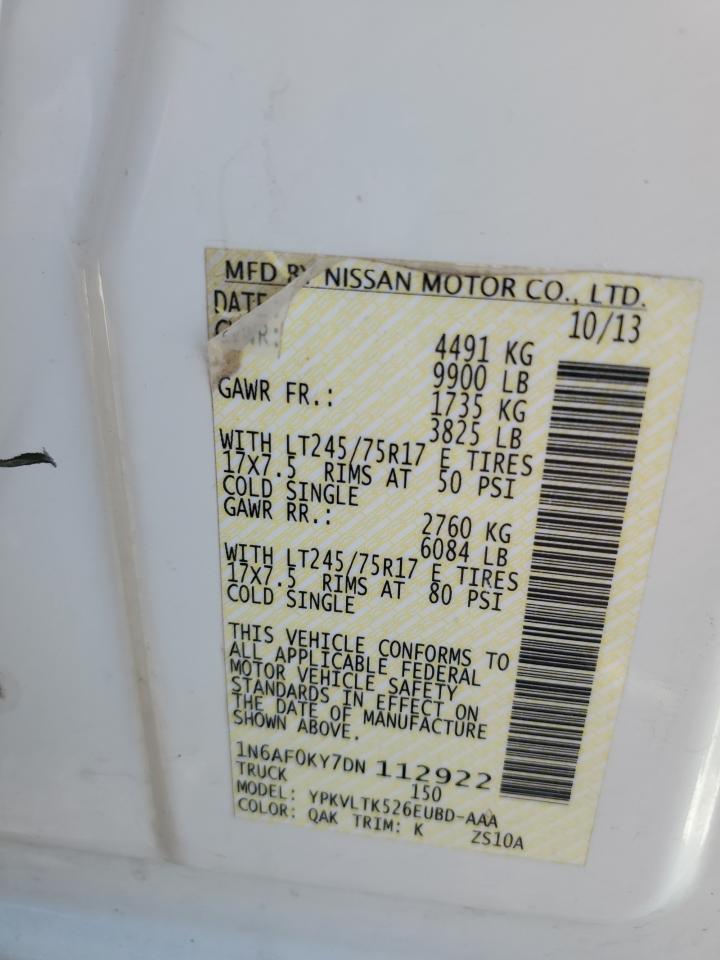 MFD BY NISSAN MOTOR CO., LTD.
DATE 10/13
GVWR: 4491 KG
9900 LB
GAWR FR.: 1735 KG
3825 LB
WITH LT245/75R17 E TIRES
17X7.5 RIMS AT 50 PSI
COLD SINGLE
GAWR RR.: 2760 KG
6084 LB
WITH LT245/75R17 E TIRES
17X7.5 RIMS AT 80 PSI
COLD SINGLE
THIS VEHICLE CONFORMS TO
ALL APPLICABLE FEDERAL
MOTOR VEHICLE SAFETY
STANDARDS IN EFFECT ON
THE DATE OF MANUFACTURE
SHOWN ABOVE.
1N6AF0KY7DN 112922
TRUCK 150
MODEL: YPKVLTK526EUBD-AAA
COLOR: QAK TRIM: K ZS10A